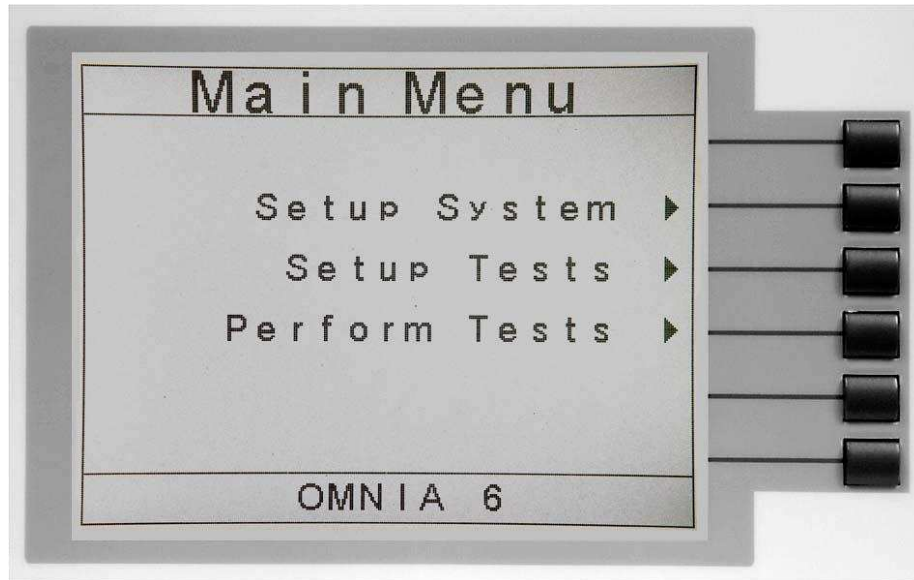 Main Menu
Setup System
Setup Tests
Perform Tests
OMNIA 6